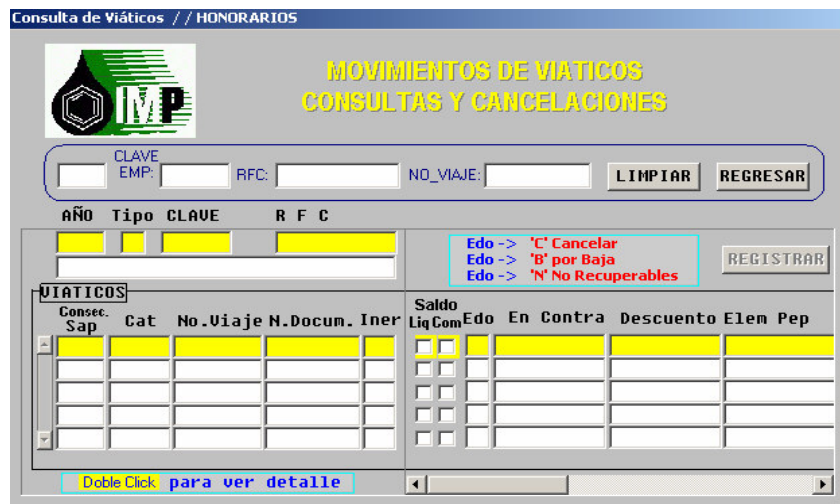 Consulta de Viáticos // HONORARIOS
IMP
MOVIMIENTOS DE VIATICOS
CONSULTAS Y CANCELACIONES
CLAVE
EMP: RFC: NO_VIAJE: LIMPIAR REGRESAR
AÑO Tipo CLAVE R F C
Edo -> 'C' Cancelar
Edo -> 'B' por Baja
Edo -> 'N' No Recuperables
REGISTRAR
VIATICOS
Consec. Sap Cat No.Viaje N.Docum. Iner Saldo Liq Com Edo En Contra Descuento Elem Pep
Doble Click para ver detalle